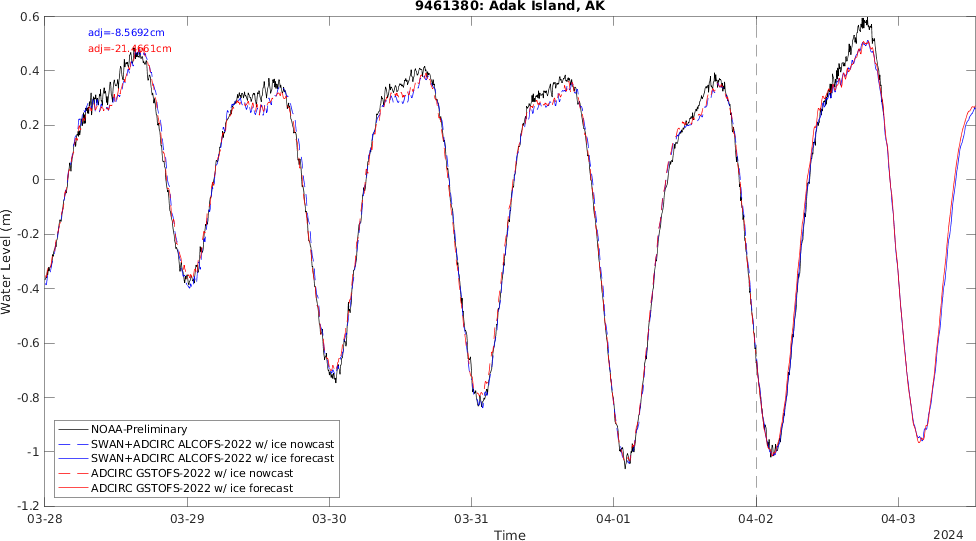 9461380: Adak Island, AK
0.6
0.4
0.2
0
-0.2
-0.4
-0.6
-0.8
-1
-1.2
Water Level (m)
adj=-8.5692cm
adj=-21.4661cm
NOAA-Preliminary
SWAN+ADCIRC ALCOFS-2022 w/ ice nowcast
SWAN+ADCIRC ALCOFS-2022 w/ ice forecast
ADCIRC GSTOFS-2022 w/ ice nowcast
ADCIRC GSTOFS-2022 w/ ice forecast
03-28 03-29 03-30 03-31 04-01 04-02 04-03
Time
2024